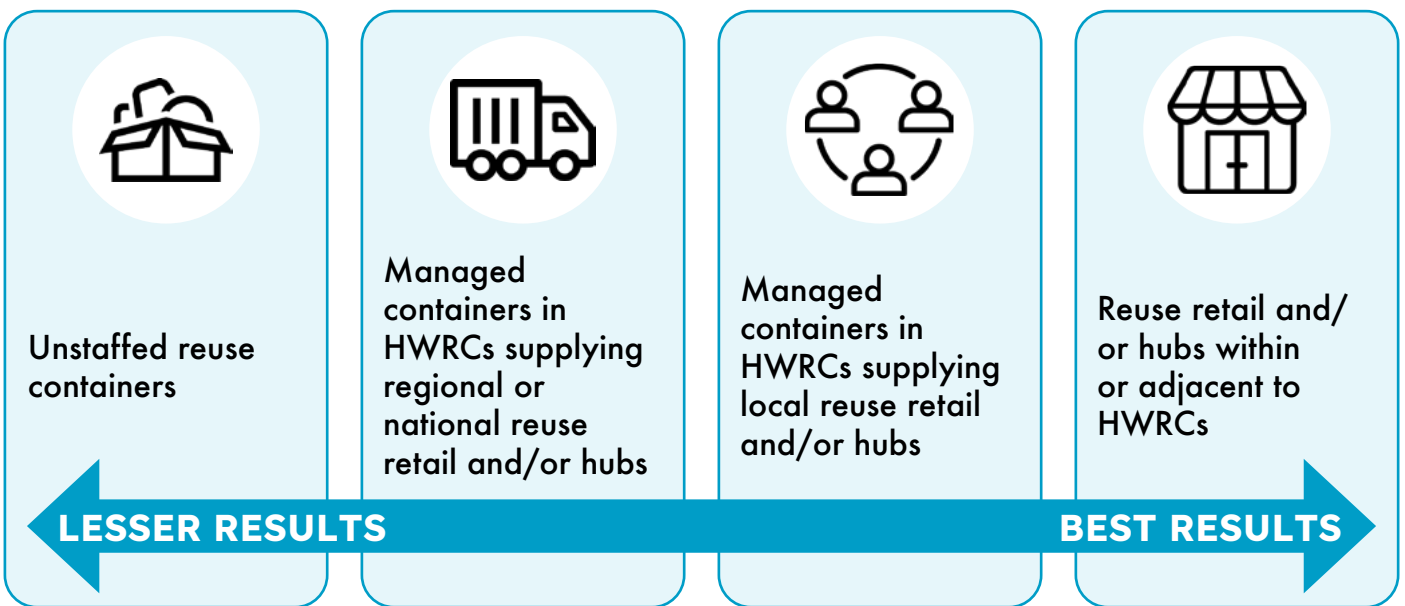 Unstaffed reuse
containers
Managed
containers in
HWRCs supplying
regional or
national reuse
retail and/or hubs
Managed
containers in
HWRCs supplying
local reuse retail
and/or hubs
Reuse retail and/
or hubs within
or adjacent to
HWRCs
LESSER RESULTS
BEST RESULTS